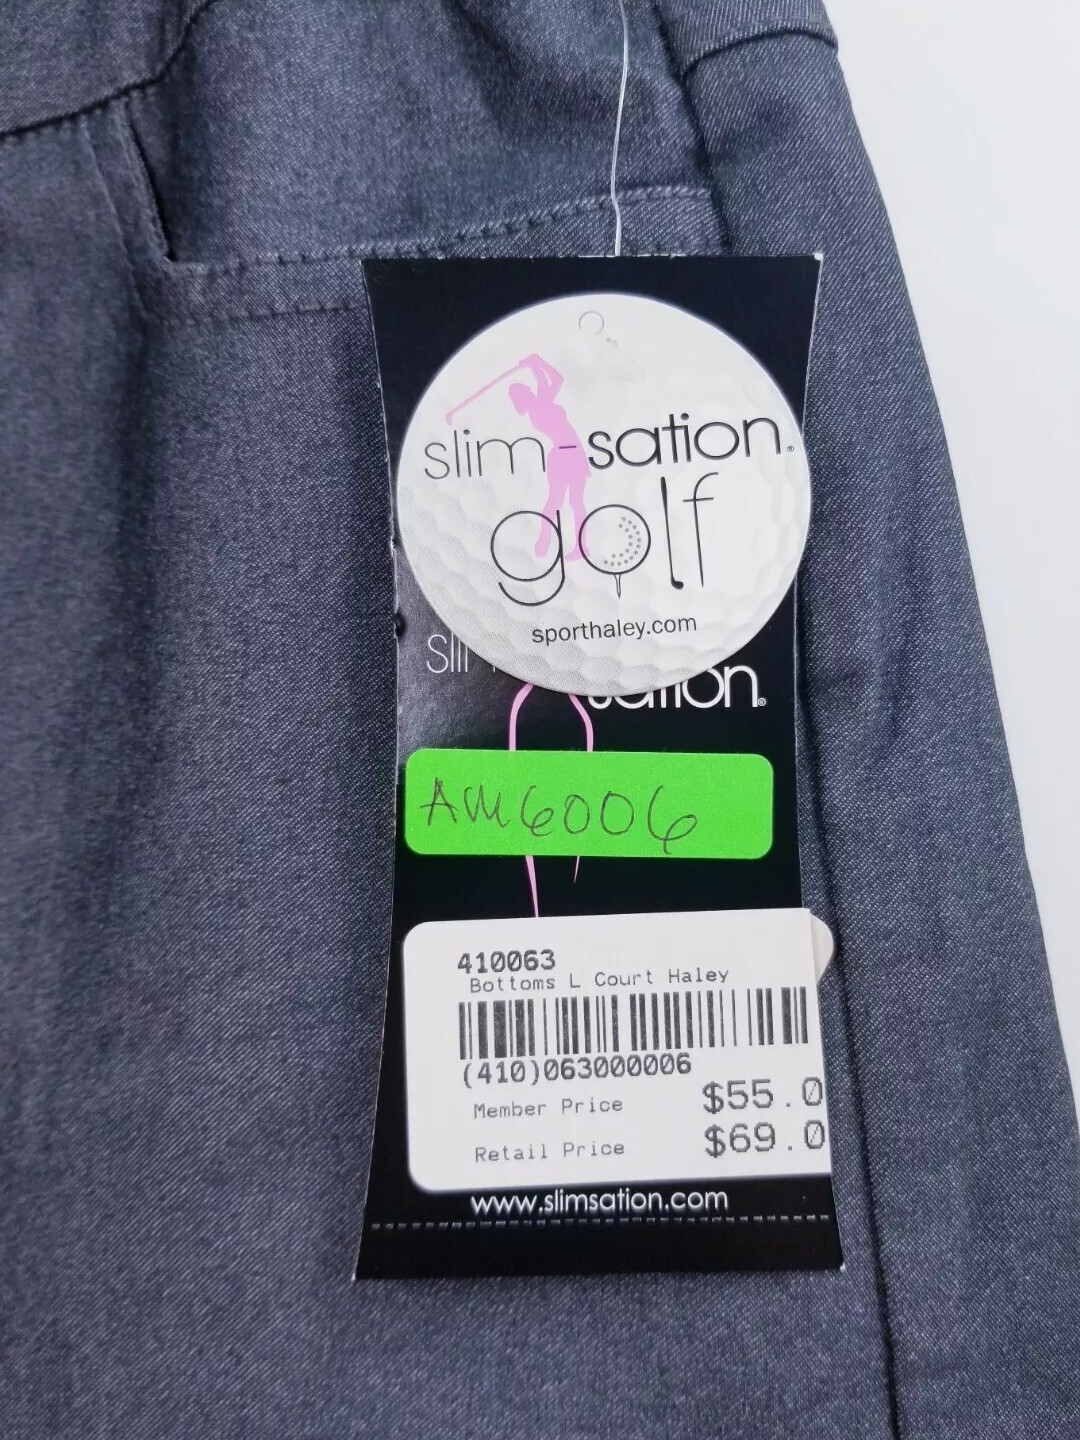 slim-sation®
golf
sporthaley.com
sation®
AM6006
410063
Bottoms L Court Haley
(410)063000006
Member Price $55.0
Retail Price $69.0
www.slimsation.com